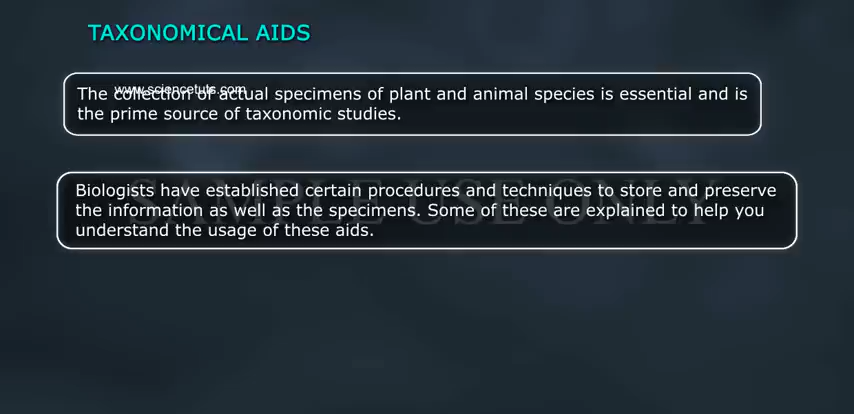 TAXONOMICAL AIDS
www.sciencetuts.com
The collection of actual specimens of plant and animal species is essential and is
the prime source of taxonomic studies.
Biologists have established certain procedures and techniques to store and preserve
the information as well as the specimens. Some of these are explained to help you
understand the usage of these aids.
SAMPLE USE ONLY